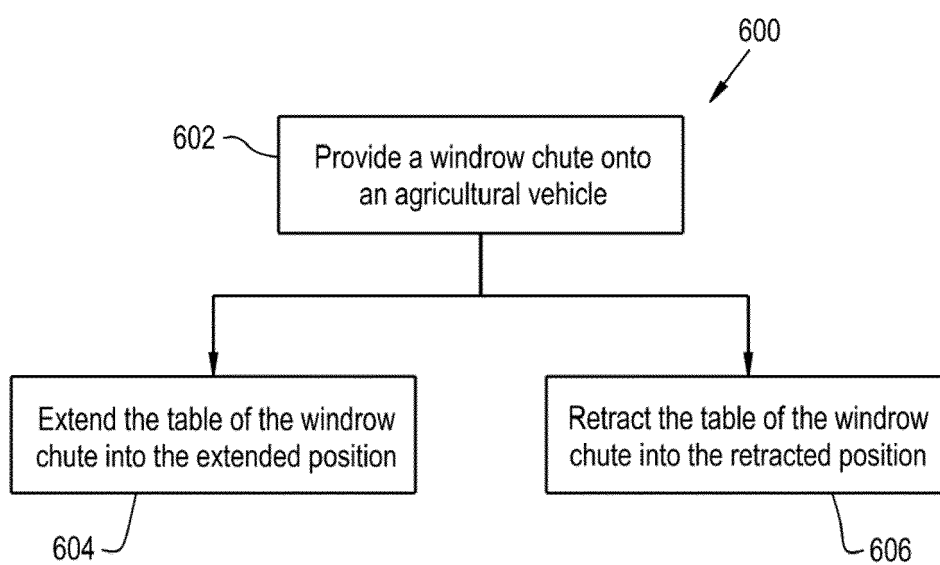 600
602
Provide a windrow chute onto
an agricultural vehicle
Extend the table of the windrow
chute into the extended position
Retract the table of the windrow
chute into the retracted position
604
606